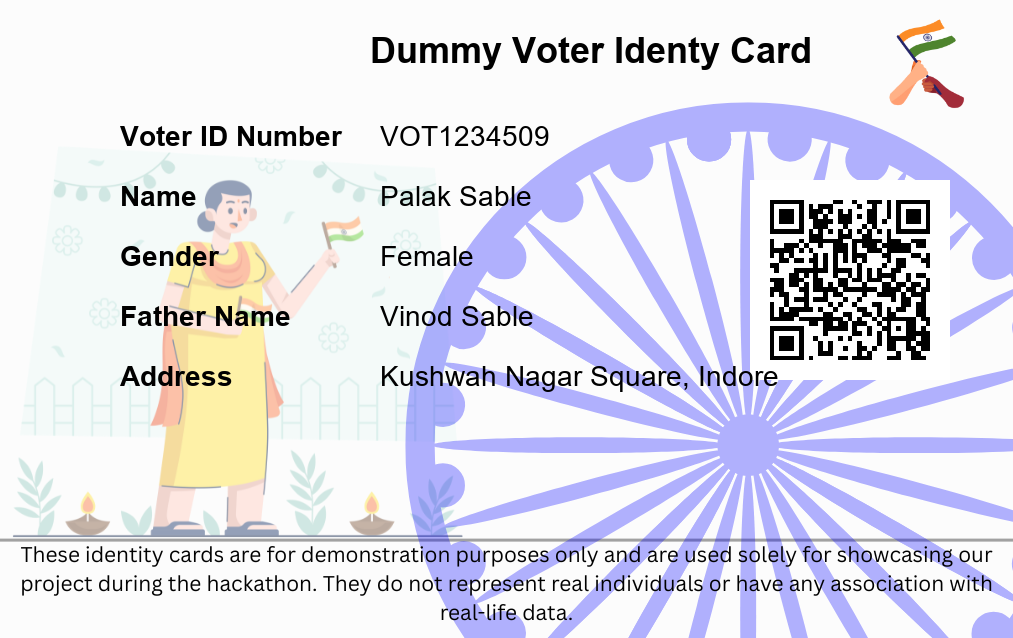 Dummy Voter Identy Card
Voter ID Number VOT1234509
Name Palak Sable
Gender Female
Father Name Vinod Sable
Address Kushwah Nagar Square, Indore
These identity cards are for demonstration purposes only and are used solely for showcasing our
project during the hackathon. They do not represent real individuals or have any association with
real-life data.